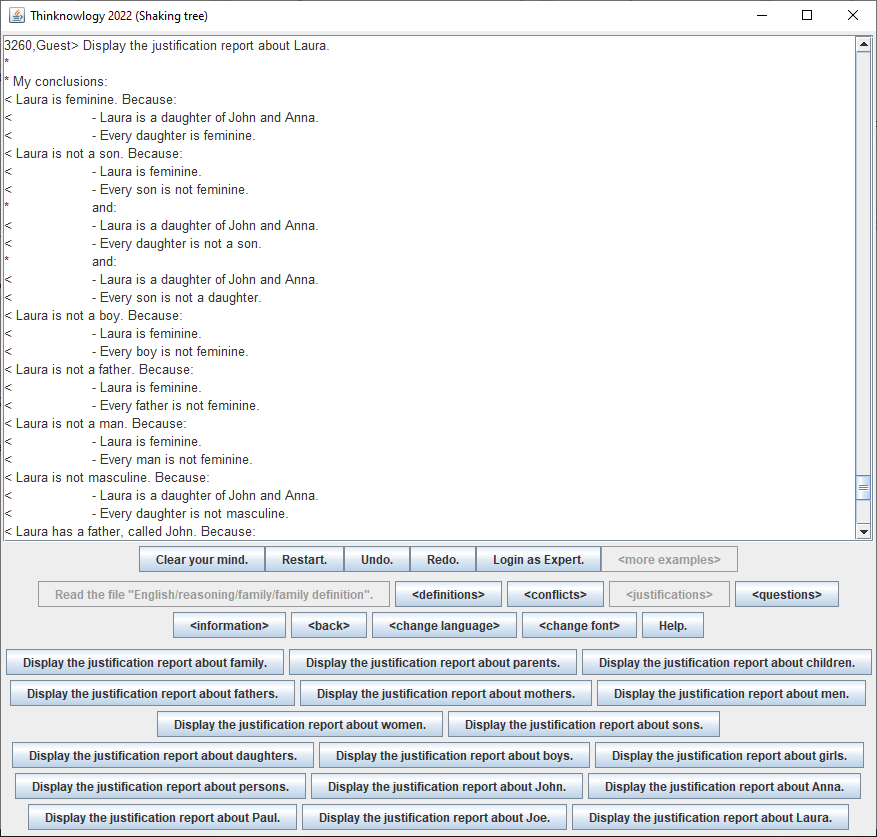 Thinknowlogy 2022 (Shaking tree)
3260,Guest> Display the justification report about Laura.
*
* My conclusions:
< Laura is feminine. Because:
< - Laura is a daughter of John and Anna.
< - Every daughter is feminine.
< Laura is not a son. Because:
< - Laura is feminine.
< - Every son is not feminine.
* and:
< - Laura is a daughter of John and Anna.
< - Every daughter is not a son.
* and:
< - Laura is a daughter of John and Anna.
< - Every son is not a daughter.
< Laura is not a boy. Because:
< - Laura is feminine.
< - Every boy is not feminine.
< Laura is not a father. Because:
< - Laura is feminine.
< - Every father is not feminine.
< Laura is not a man. Because:
< - Laura is feminine.
< - Every man is not feminine.
< Laura is not masculine. Because:
< - Laura is a daughter of John and Anna.
< - Every daughter is not masculine.
< Laura has a father, called John. Because:
Clear your mind. Restart. Undo. Redo. Login as Expert. <more examples>
Read the file "English/reasoning/family/family definition". <definitions> <conflicts> <justifications> <questions>
<information> <back> <change language> <change font> Help.
Display the justification report about family. Display the justification report about parents. Display the justification report about children.
Display the justification report about fathers. Display the justification report about mothers. Display the justification report about men.
Display the justification report about women. Display the justification report about sons.
Display the justification report about daughters. Display the justification report about boys. Display the justification report about girls.
Display the justification report about persons. Display the justification report about John. Display the justification report about Anna.
Display the justification report about Paul. Display the justification report about Joe. Display the justification report about Laura.